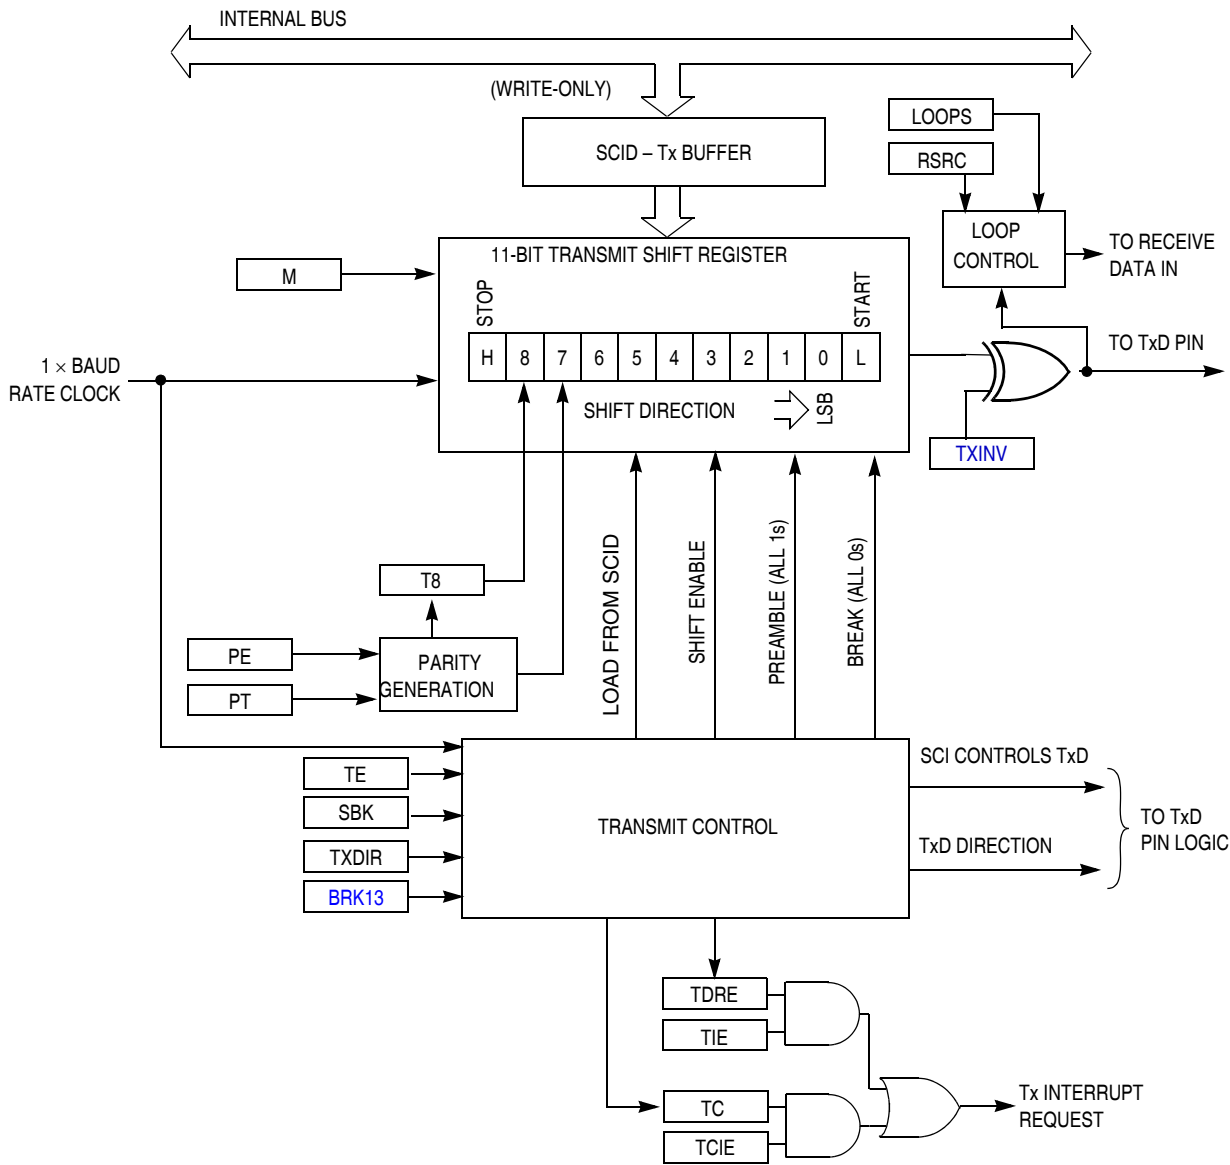 INTERNAL BUS
(WRITE-ONLY)
SCID – Tx BUFFER
LOOPS
RSRC
LOOP
CONTROL
TO RECEIVE
DATA IN
11-BIT TRANSMIT SHIFT REGISTER
M
STOP
START
H 8 7 6 5 4 3 2 1 0 L
SHIFT DIRECTION
LSB
1 × BAUD
RATE CLOCK
TO TxD PIN
TXINV
T8
PE
PT
PARITY
GENERATION
LOAD FROM SCID
SHIFT ENABLE
PREAMBLE (ALL 1s)
BREAK (ALL 0s)
TE
SBK
TXDIR
BRK13
TRANSMIT CONTROL
SCI CONTROLS TxD
TxD DIRECTION
TO TxD
PIN LOGIC
TDRE
TIE
TC
TCIE
Tx INTERRUPT
REQUEST